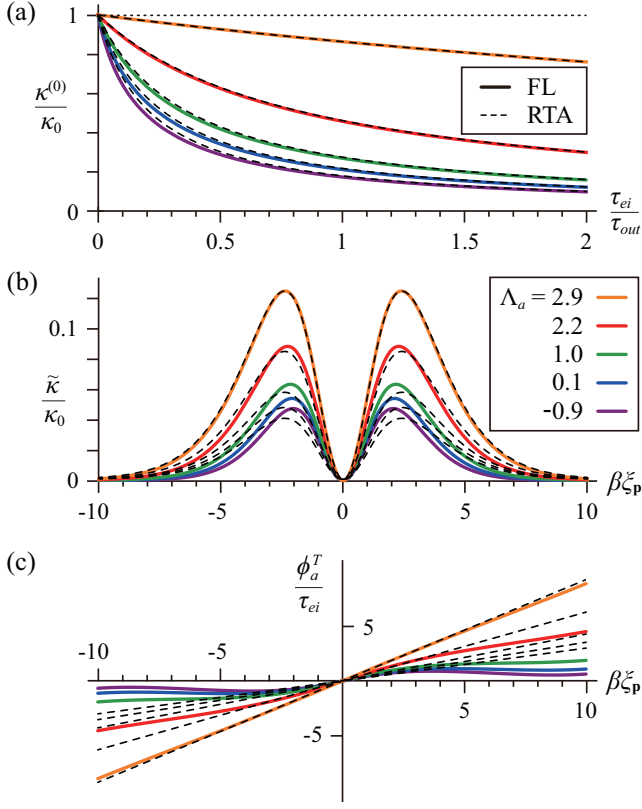 (a)
1
κ^(0)
κ_0
FL
RTA
0
0 0.5 1 1.5 2
τ_ei
τ_out
(b)
Λ_a = 2.9
2.2
1.0
0.1
-0.9
0.1
κ̃
κ_0
0
-10 -5 0 5 10
βξ_p
(c)
φ_a^T
τ_ei
5
-10 -5
5 10
βξ_p
-5